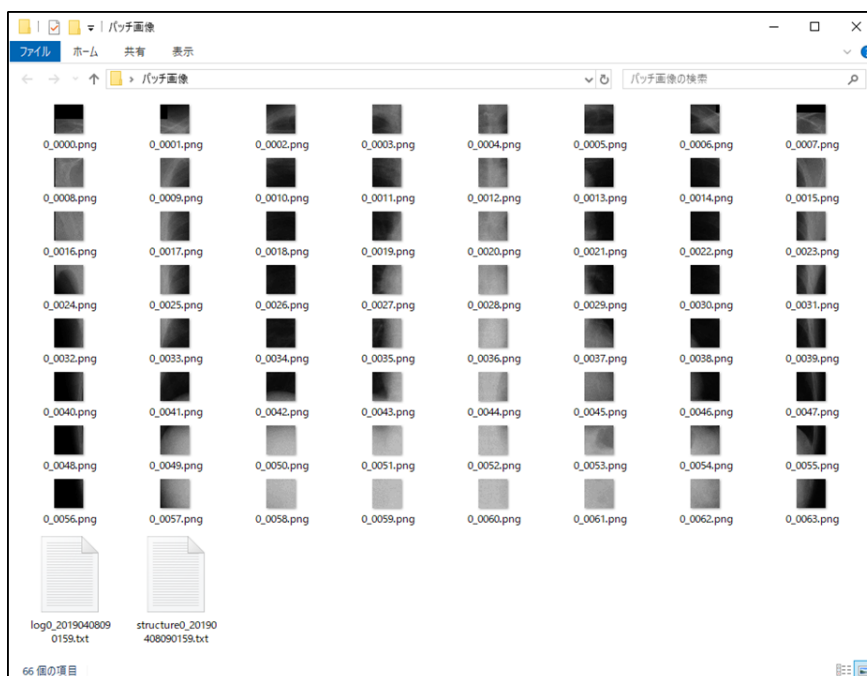 パッチ画像
ファイル ホーム 共有 表示
パッチ画像 パッチ画像の検索
0_0000.png 0_0001.png 0_0002.png 0_0003.png 0_0004.png 0_0005.png 0_0006.png 0_0007.png
0_0008.png 0_0009.png 0_0010.png 0_0011.png 0_0012.png 0_0013.png 0_0014.png 0_0015.png
0_0016.png 0_0017.png 0_0018.png 0_0019.png 0_0020.png 0_0021.png 0_0022.png 0_0023.png
0_0024.png 0_0025.png 0_0026.png 0_0027.png 0_0028.png 0_0029.png 0_0030.png 0_0031.png
0_0032.png 0_0033.png 0_0034.png 0_0035.png 0_0036.png 0_0037.png 0_0038.png 0_0039.png
0_0040.png 0_0041.png 0_0042.png 0_0043.png 0_0044.png 0_0045.png 0_0046.png 0_0047.png
0_0048.png 0_0049.png 0_0050.png 0_0051.png 0_0052.png 0_0053.png 0_0054.png 0_0055.png
0_0056.png 0_0057.png 0_0058.png 0_0059.png 0_0060.png 0_0061.png 0_0062.png 0_0063.png
log0_2019040809 structure0_20190
0159.txt 408090159.txt
66 個の項目